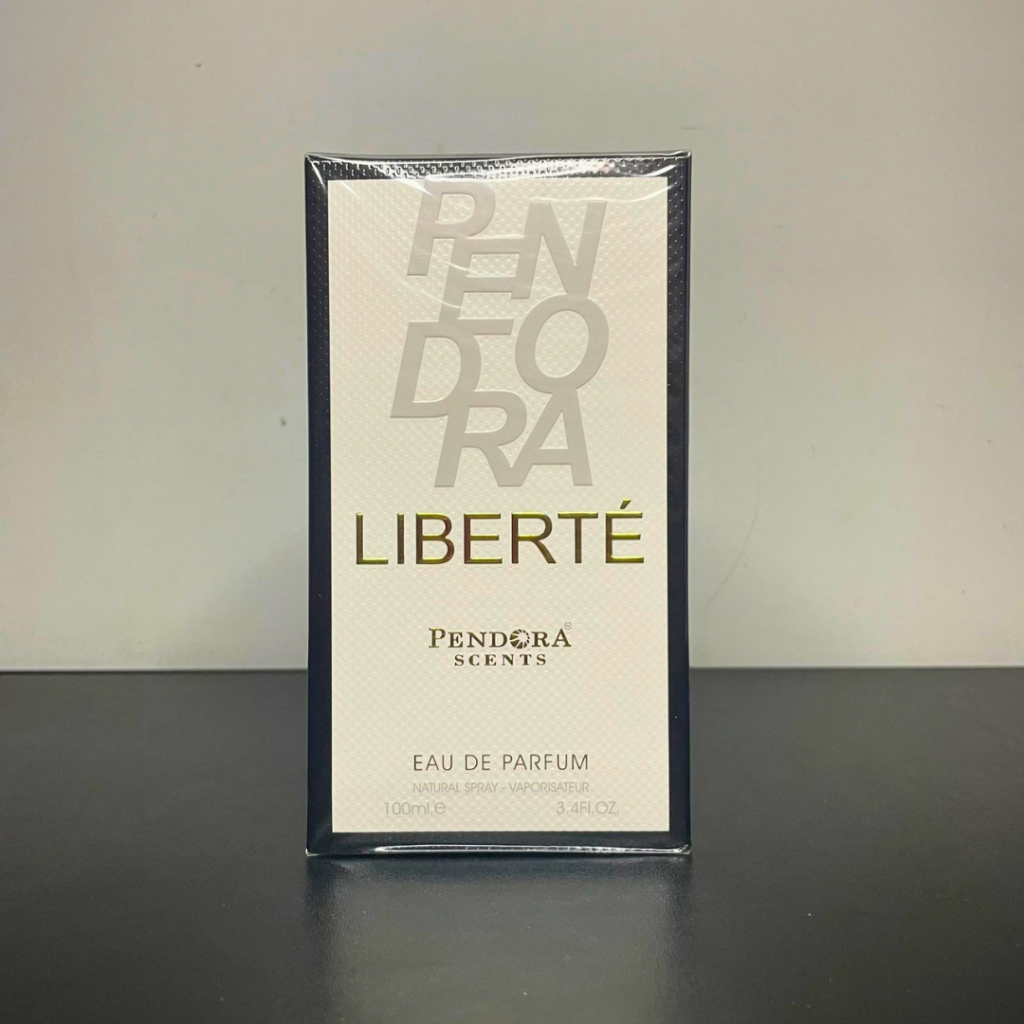 PENDORA
LIBERTÉ
PENDORA®
SCENTS
EAU DE PARFUM
NATURAL SPRAY - VAPORISATEUR
100ml.e 3.4Fl.OZ.